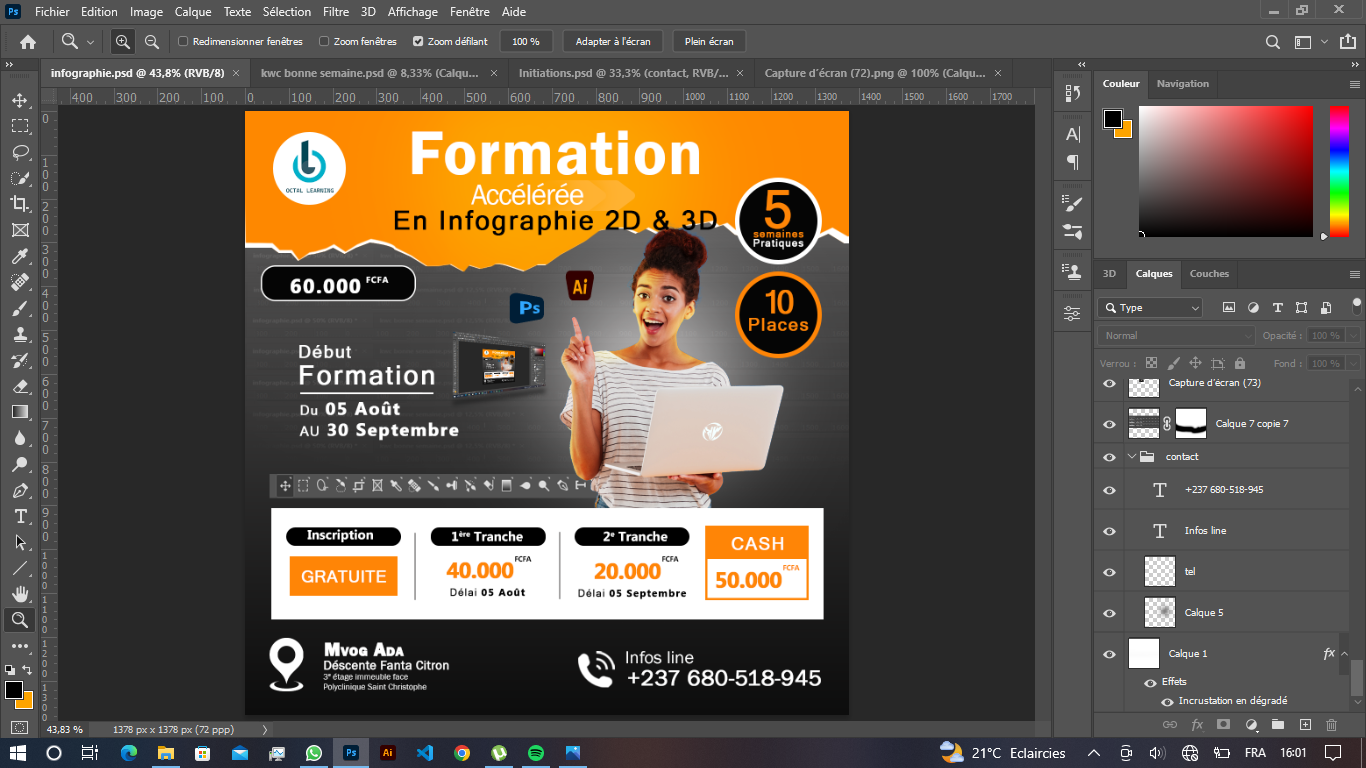 Fichier Edition Image Calque Texte Sélection Filtre 3D Affichage Fenêtre Aide
Redimensionner fenêtres Zoom fenêtres Zoom défilant 100 % Adapter à l'écran Plein écran
infographie.psd @ 43,8% (RVB/8) × kwc bonne semaine.psd @ 8,33% (Calqu... × Initiations.psd @ 33,3% (contact, RVB/... × Capture d'écran (72).png @ 100% (Calqu... ×
400 300 200 100 0 100 200 300 400 500 600 700 800 900 1000 1100 1200 1300 1400 1500 1600 1700
OCTAL LEARNING
Formation
Accélérée
En Infographie 2D & 3D
5
semaines
Pratiques
10
Places
60.000 FCFA
Ps
Ai
Début
Formation
Du 05 Août
AU 30 Septembre
Inscription
GRATUITE
1ère Tranche
40.000 FCFA
Délai 05 Août
2e Tranche
20.000 FCFA
Délai 05 Septembre
CASH
50.000 FCFA
Mvog Ada
Déscente Fanta Citron
3e étage immeuble face
Polyclinique Saint Christophe
Infos line
+237 680-518-945
Couleur Navigation
3D Calques Couches
Type
Normal Opacité : 100 %
Verrou : Fond : 100 %
Capture d'écran (73)
Calque 7 copie 7
contact
+237 680-518-945
Infos line
tel
Calque 5
Calque 1 fx
Effets
Incrustation en dégradé
43,83 % 1378 px x 1378 px (72 ppp)
21°C Eclaircies FRA 16:01